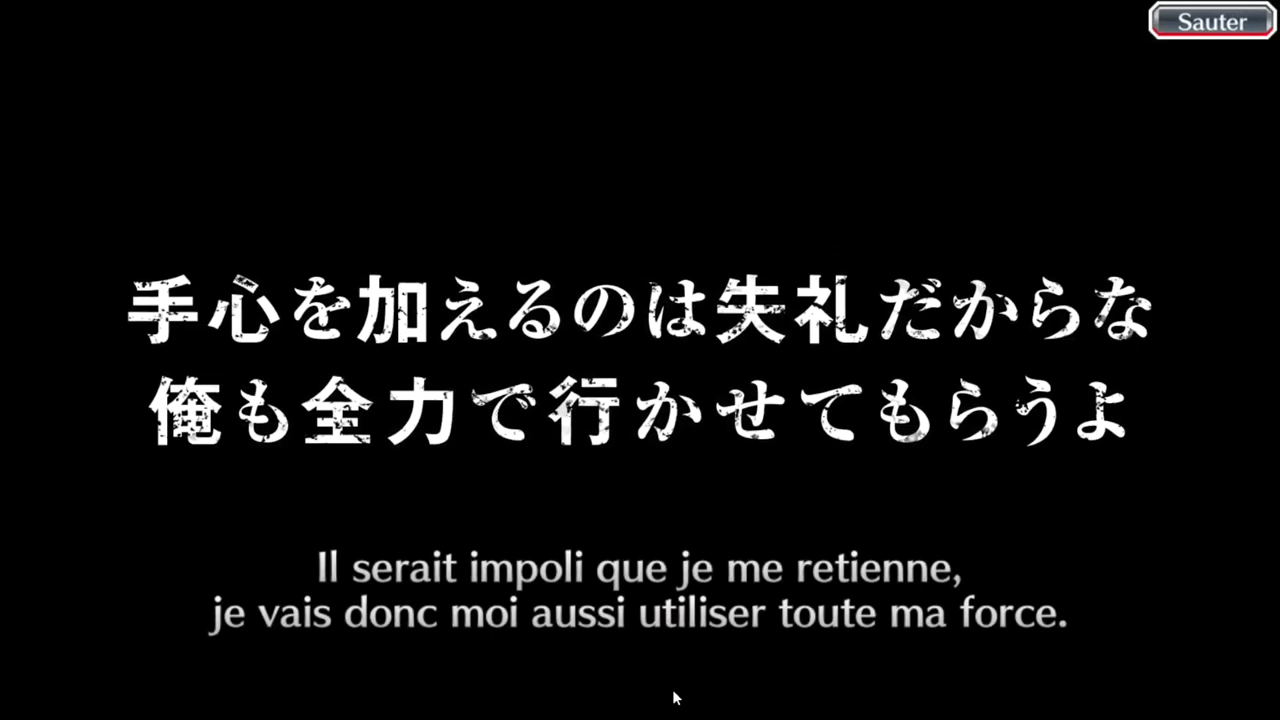 Sauter
手心を加えるのは失礼だからな
俺も全力で行かせてもらうよ
Il serait impoli que je me retienne,
je vais donc moi aussi utiliser toute ma force.